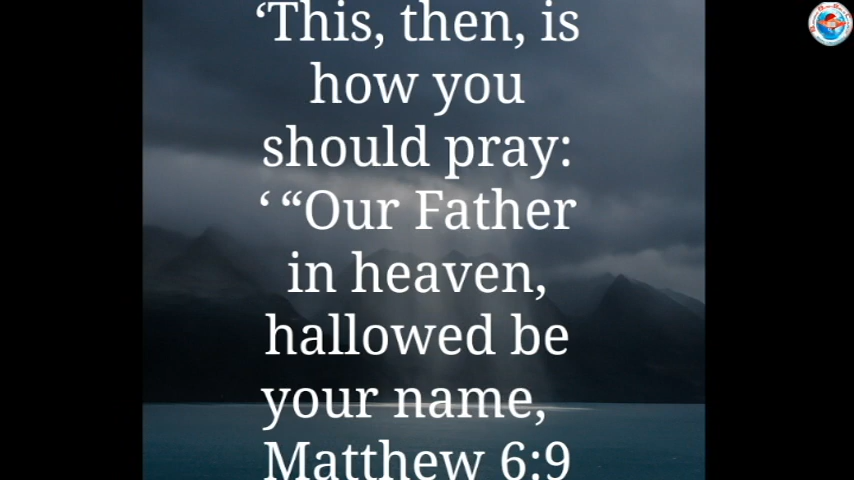 ‘This, then, is
how you
should pray:
‘ “Our Father
in heaven,
hallowed be
your name,
Matthew 6:9